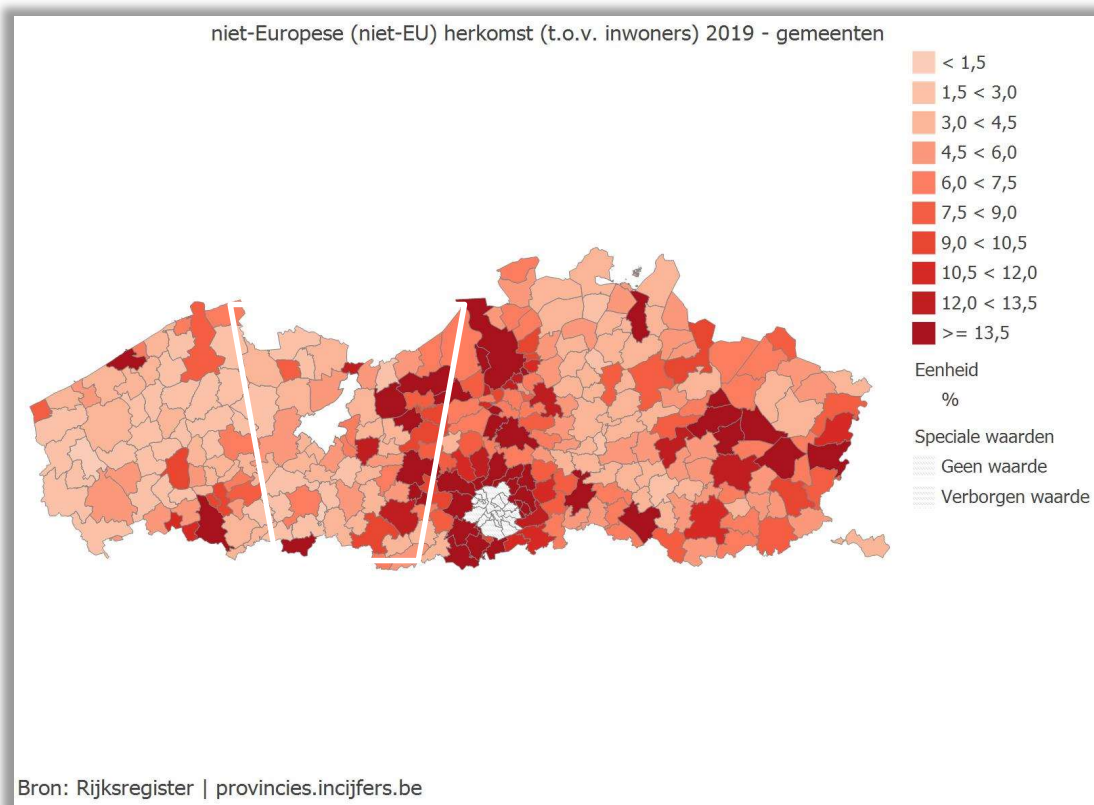 niet-Europese (niet-EU) herkomst (t.o.v. inwoners) 2019 - gemeenten
< 1,5
1,5 < 3,0
3,0 < 4,5
4,5 < 6,0
6,0 < 7,5
7,5 < 9,0
9,0 < 10,5
10,5 < 12,0
12,0 < 13,5
>= 13,5
Eenheid
%
Speciale waarden
Geen waarde
Verborgen waarde
Bron: Rijksregister | provincies.incijfers.be